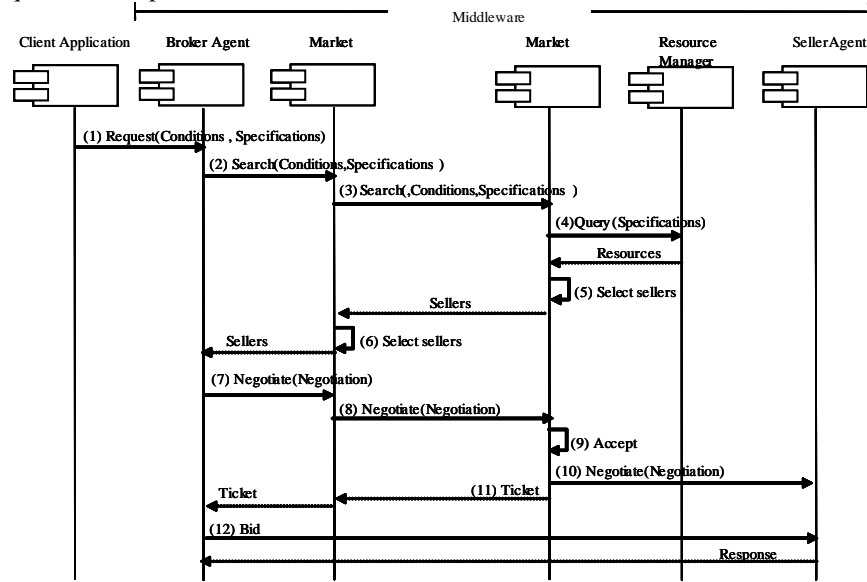 Middleware
Client Application
Broker Agent
Market
Market
Resource
Manager
SellerAgent
(1) Request(Conditions , Specifications)
(2) Search(Conditions,Specifications )
(3) Search(,Conditions,Specifications )
(4)Query(Specifications)
Resources
(5) Select sellers
Sellers
Sellers
(6) Select sellers
(7) Negotiate(Negotiation)
(8) Negotiate(Negotiation)
(9) Accept
(10) Negotiate(Negotiation)
(11) Ticket
Ticket
(12) Bid
Response